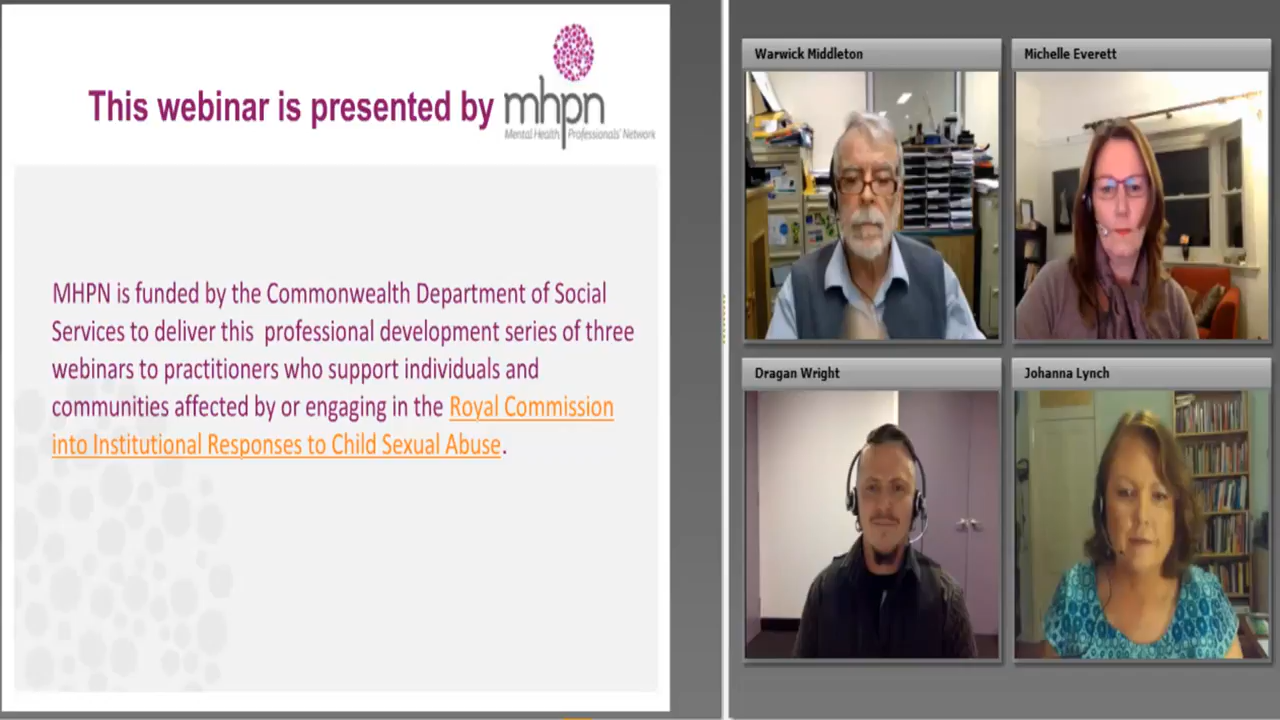 This webinar is presented by mhpn
Mental Health Professionals' Network
MHPN is funded by the Commonwealth Department of Social
Services to deliver this professional development series of three
webinars to practitioners who support individuals and
communities affected by or engaging in the Royal Commission
into Institutional Responses to Child Sexual Abuse.
Warwick Middleton
Michelle Everett
Dragan Wright
Johanna Lynch